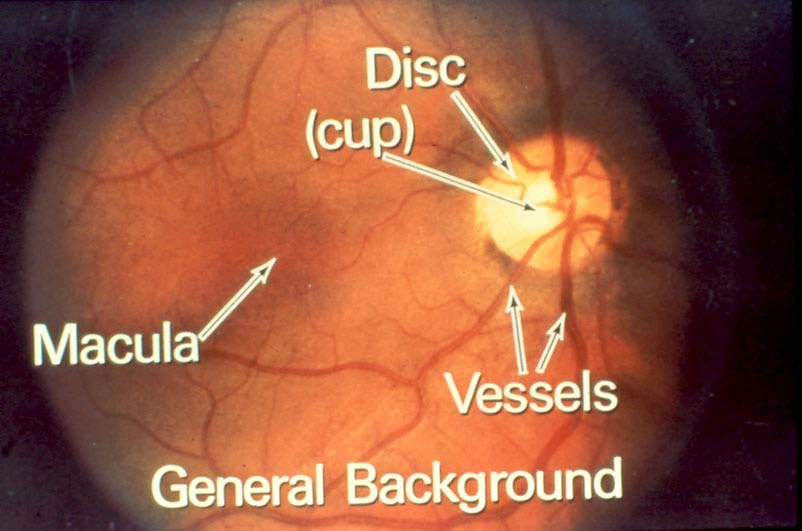 Disc
(cup)
Macula
Vessels
General Background